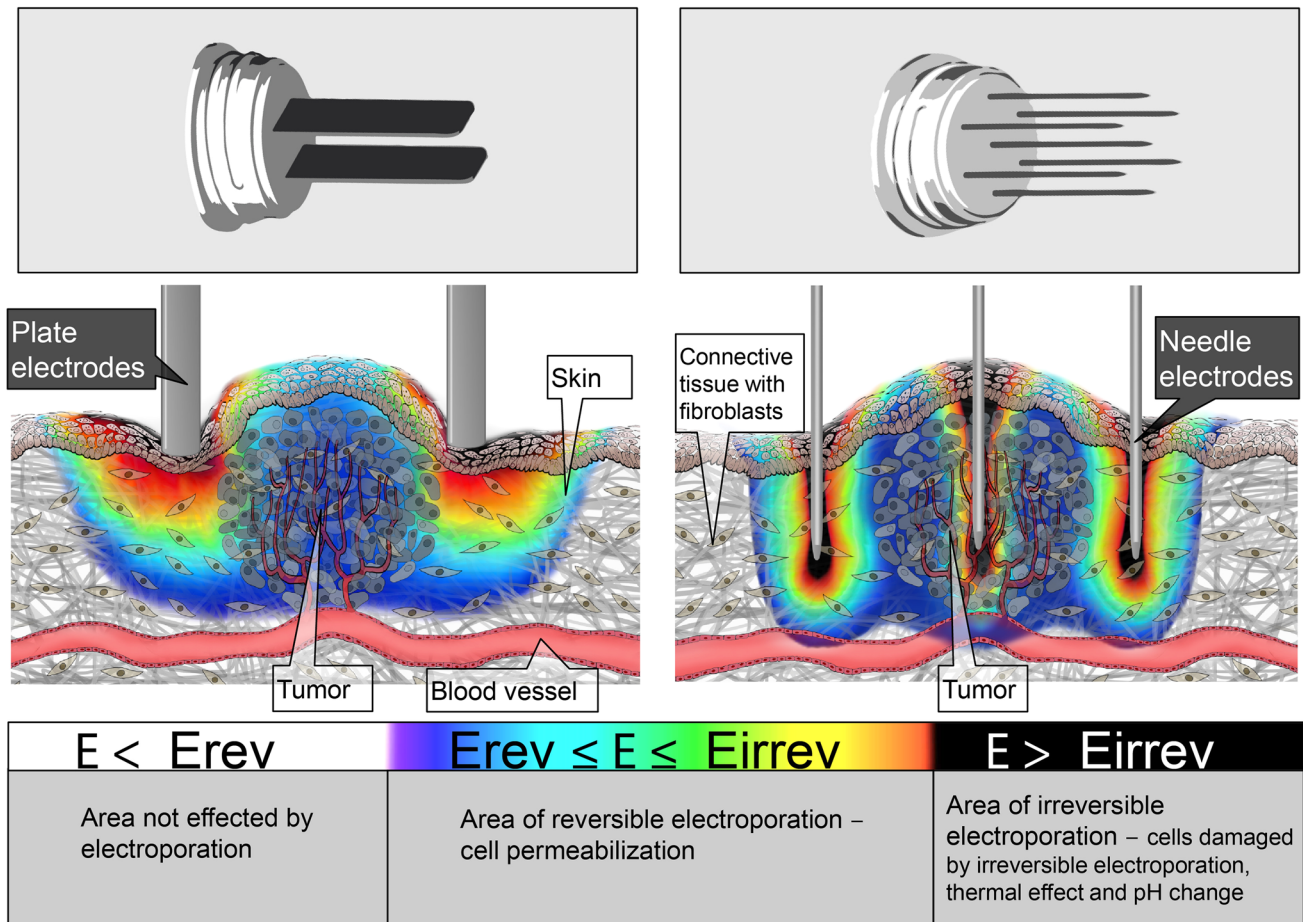 Plate
electrodes
Skin
Tumor
Blood vessel
Connective
tissue with
fibroblasts
Needle
electrodes
Tumor
E < Erev
Erev ≤ E ≤ Eirrev
E > Eirrev
Area not effected by
electroporation
Area of reversible electroporation –
cell permeabilization
Area of irreversible
electroporation – cells damaged
by irreversible electroporation,
thermal effect and pH change